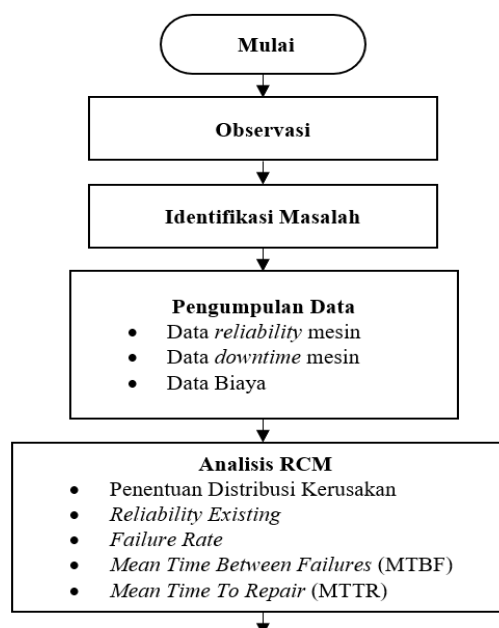 Mulai
Observasi
Identifikasi Masalah
Pengumpulan Data
• Data reliability mesin
• Data downtime mesin
• Data Biaya
Analisis RCM
• Penentuan Distribusi Kerusakan
• Reliability Existing
• Failure Rate
• Mean Time Between Failures (MTBF)
• Mean Time To Repair (MTTR)